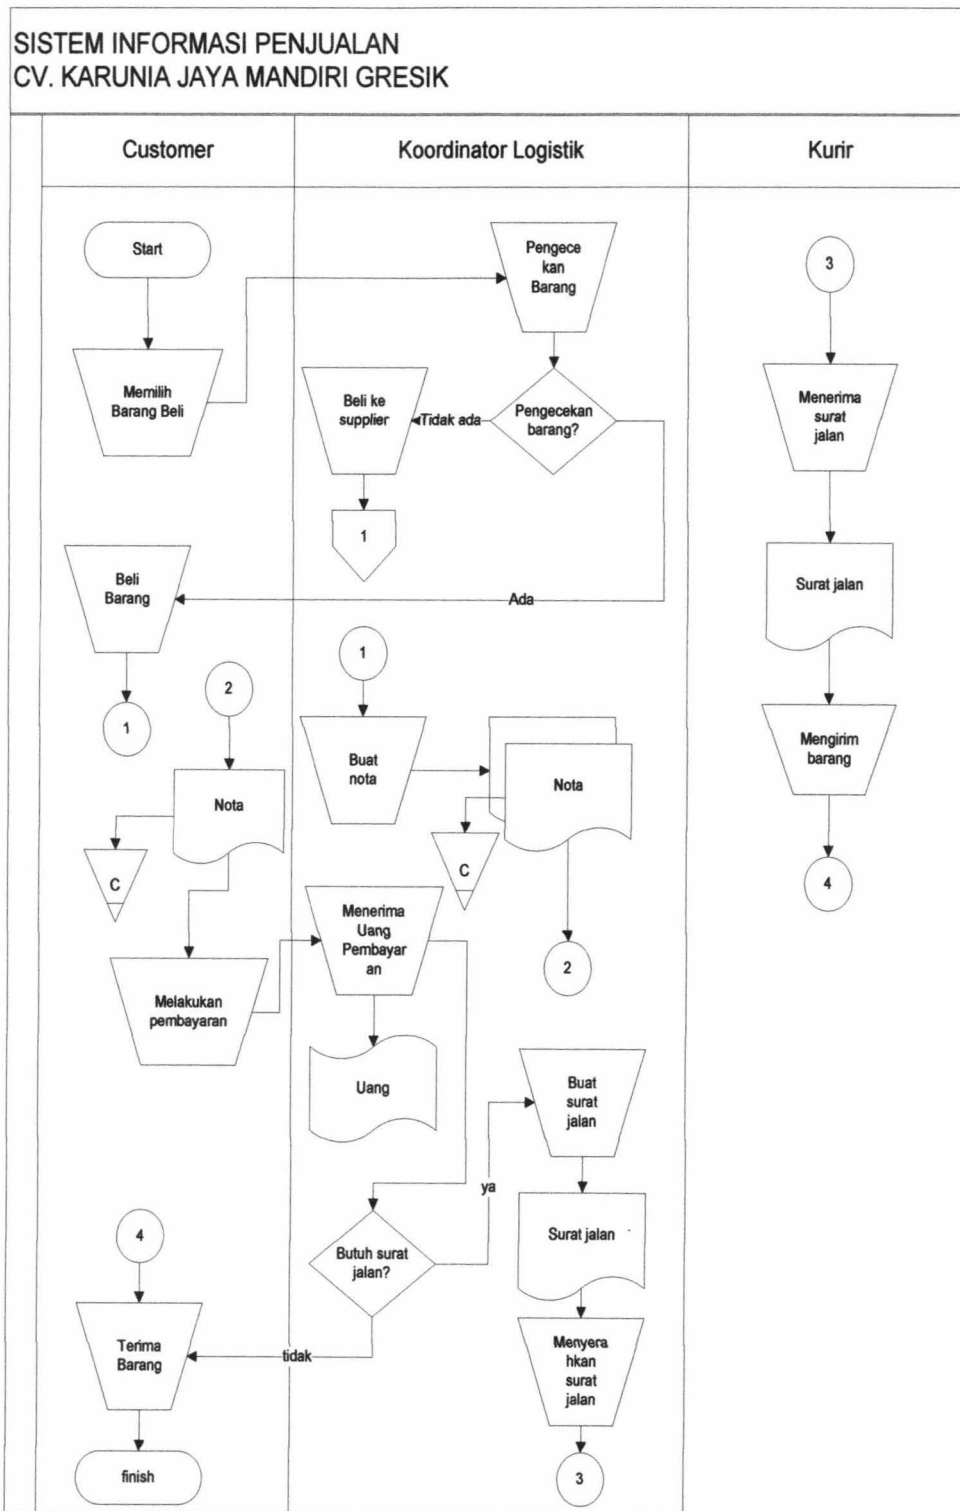 SISTEM INFORMASI PENJUALAN
CV. KARUNIA JAYA MANDIRI GRESIK
Customer
Koordinator Logistik
Kurir
Start
Pengece
kan
Barang
3
Memilih
Barang Beli
Beli ke
supplier
Tidak ada
Pengecekan
barang?
Menerima
surat
jalan
1
Beli
Barang
Ada
Surat jalan
1
2
1
Buat
nota
Nota
Mengirim
barang
Nota
C
C
4
Menerima
Uang
Pembayar
an
2
Melakukan
pembayaran
Uang
Buat
surat
jalan
ya
4
Butuh surat
jalan?
Surat jalan
Terima
Barang
tidak
Menyera
hkan
surat
jalan
finish
3